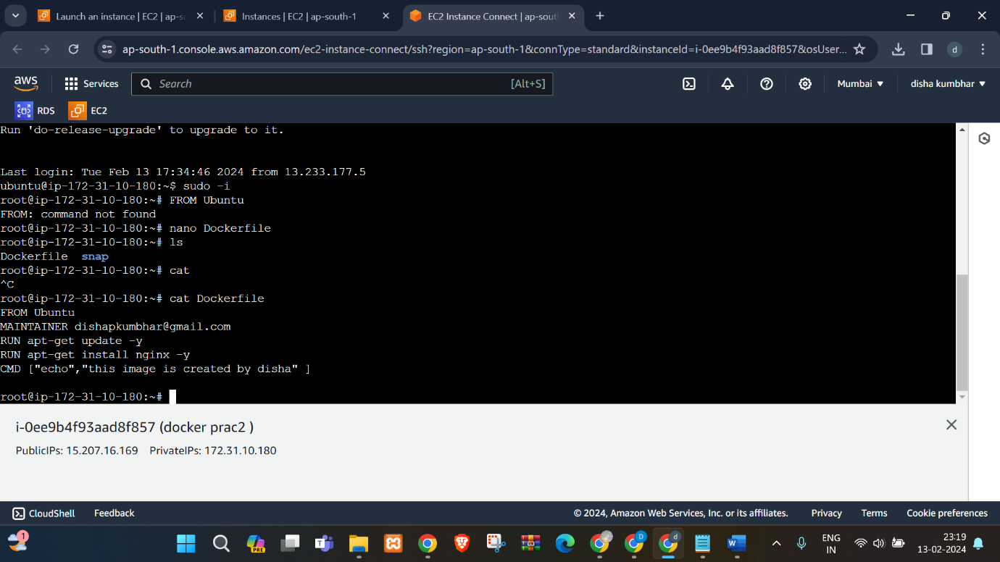 Launch an instance | EC2 | ap-s
Instances | EC2 | ap-south-1
EC2 Instance Connect | ap-sout
ap-south-1.console.aws.amazon.com/ec2-instance-connect/ssh?region=ap-south-1&connType=standard&instanceId=i-0ee9b4f93aad8f857&osUser...
d
aws
Services
Search
[Alt+S]
Mumbai
disha kumbhar
RDS
EC2
Run 'do-release-upgrade' to upgrade to it.
Last login: Tue Feb 13 17:34:46 2024 from 13.233.177.5
ubuntu@ip-172-31-10-180:~$ sudo -i
root@ip-172-31-10-180:~# FROM Ubuntu
FROM: command not found
root@ip-172-31-10-180:~# nano Dockerfile
root@ip-172-31-10-180:~# ls
Dockerfile  snap
root@ip-172-31-10-180:~# cat
^C
root@ip-172-31-10-180:~# cat Dockerfile
FROM Ubuntu
MAINTAINER dishapkumbhar@gmail.com
RUN apt-get update -y
RUN apt-get install nginx -y
CMD ["echo","this image is created by disha" ]
root@ip-172-31-10-180:~#
i-0ee9b4f93aad8f857 (docker prac2 )
PublicIPs: 15.207.16.169    PrivateIPs: 172.31.10.180
CloudShell
Feedback
© 2024, Amazon Web Services, Inc. or its affiliates.
Privacy
Terms
Cookie preferences
1
PRE
D
d
ENG
IN
23:19
13-02-2024